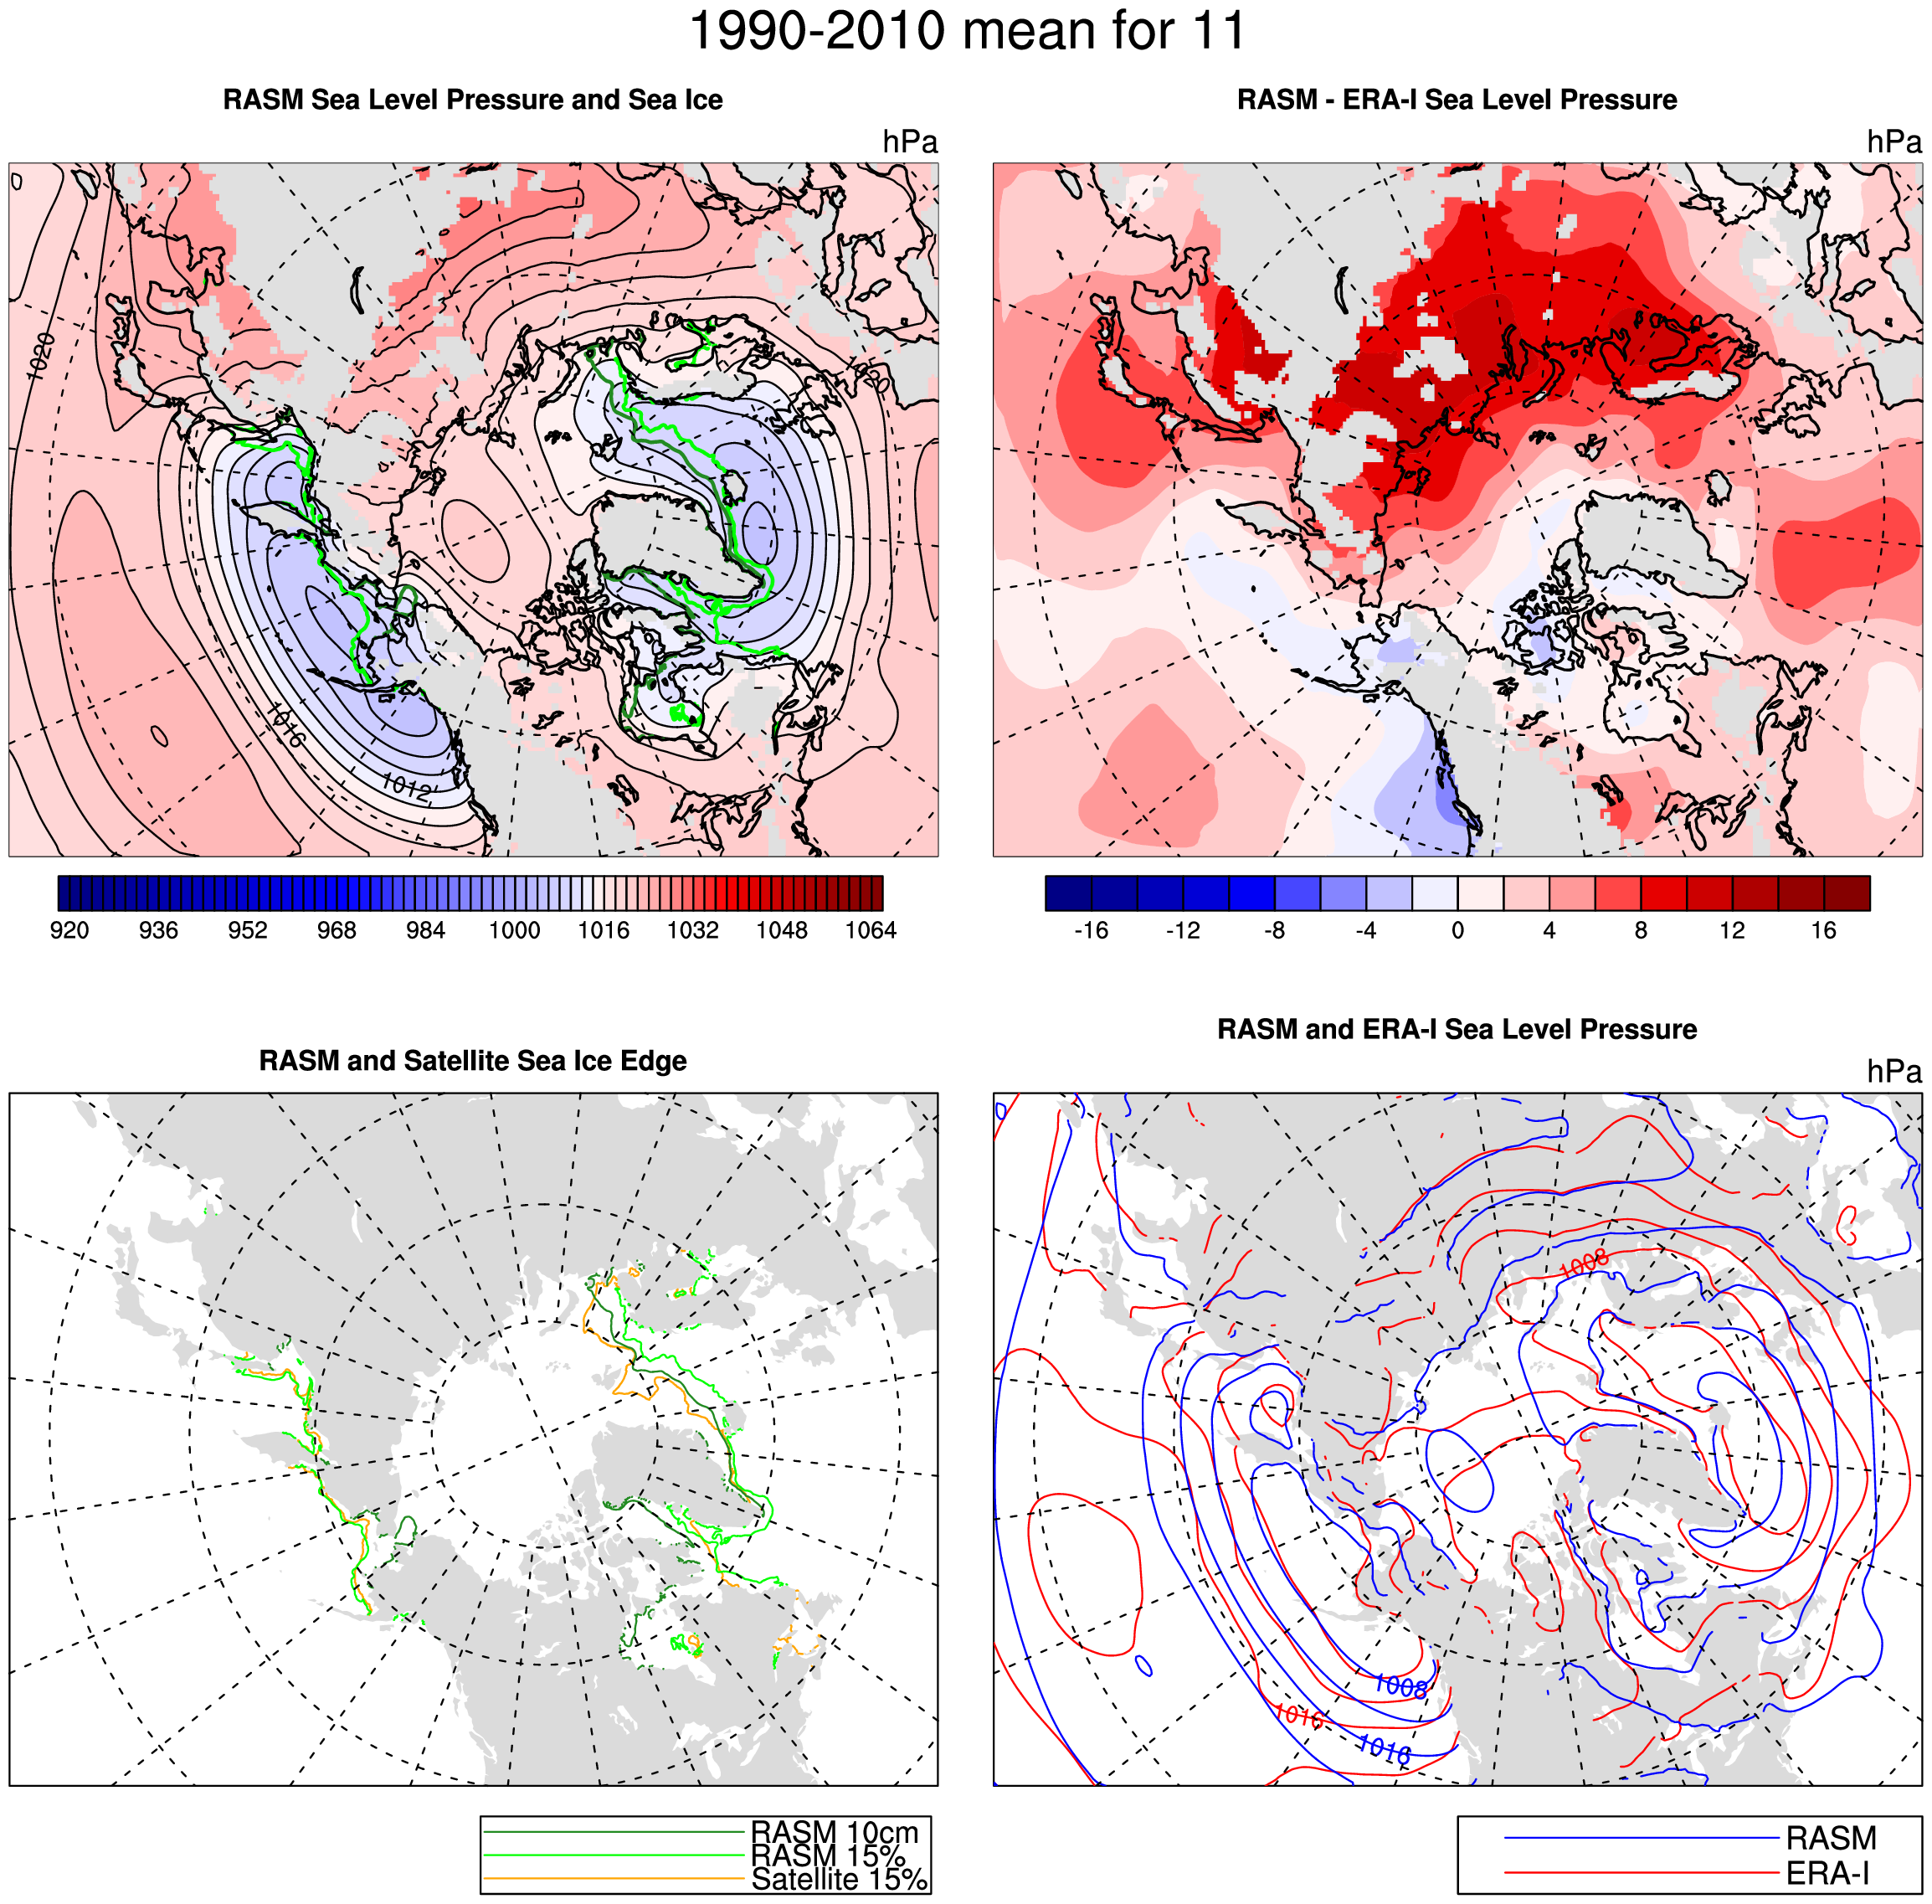 1990-2010 mean for 11
RASM Sea Level Pressure and Sea Ice
hPa
1020
1020
1016
1012
920 936 952 968 984 1000 1016 1032 1048 1064
RASM - ERA-I Sea Level Pressure
hPa
-16 -12 -8 -4 0 4 8 12 16
RASM and Satellite Sea Ice Edge
RASM 10cm
RASM 15%
Satellite 15%
RASM and ERA-I Sea Level Pressure
hPa
1008
1008
1016
1016
RASM
ERA-I